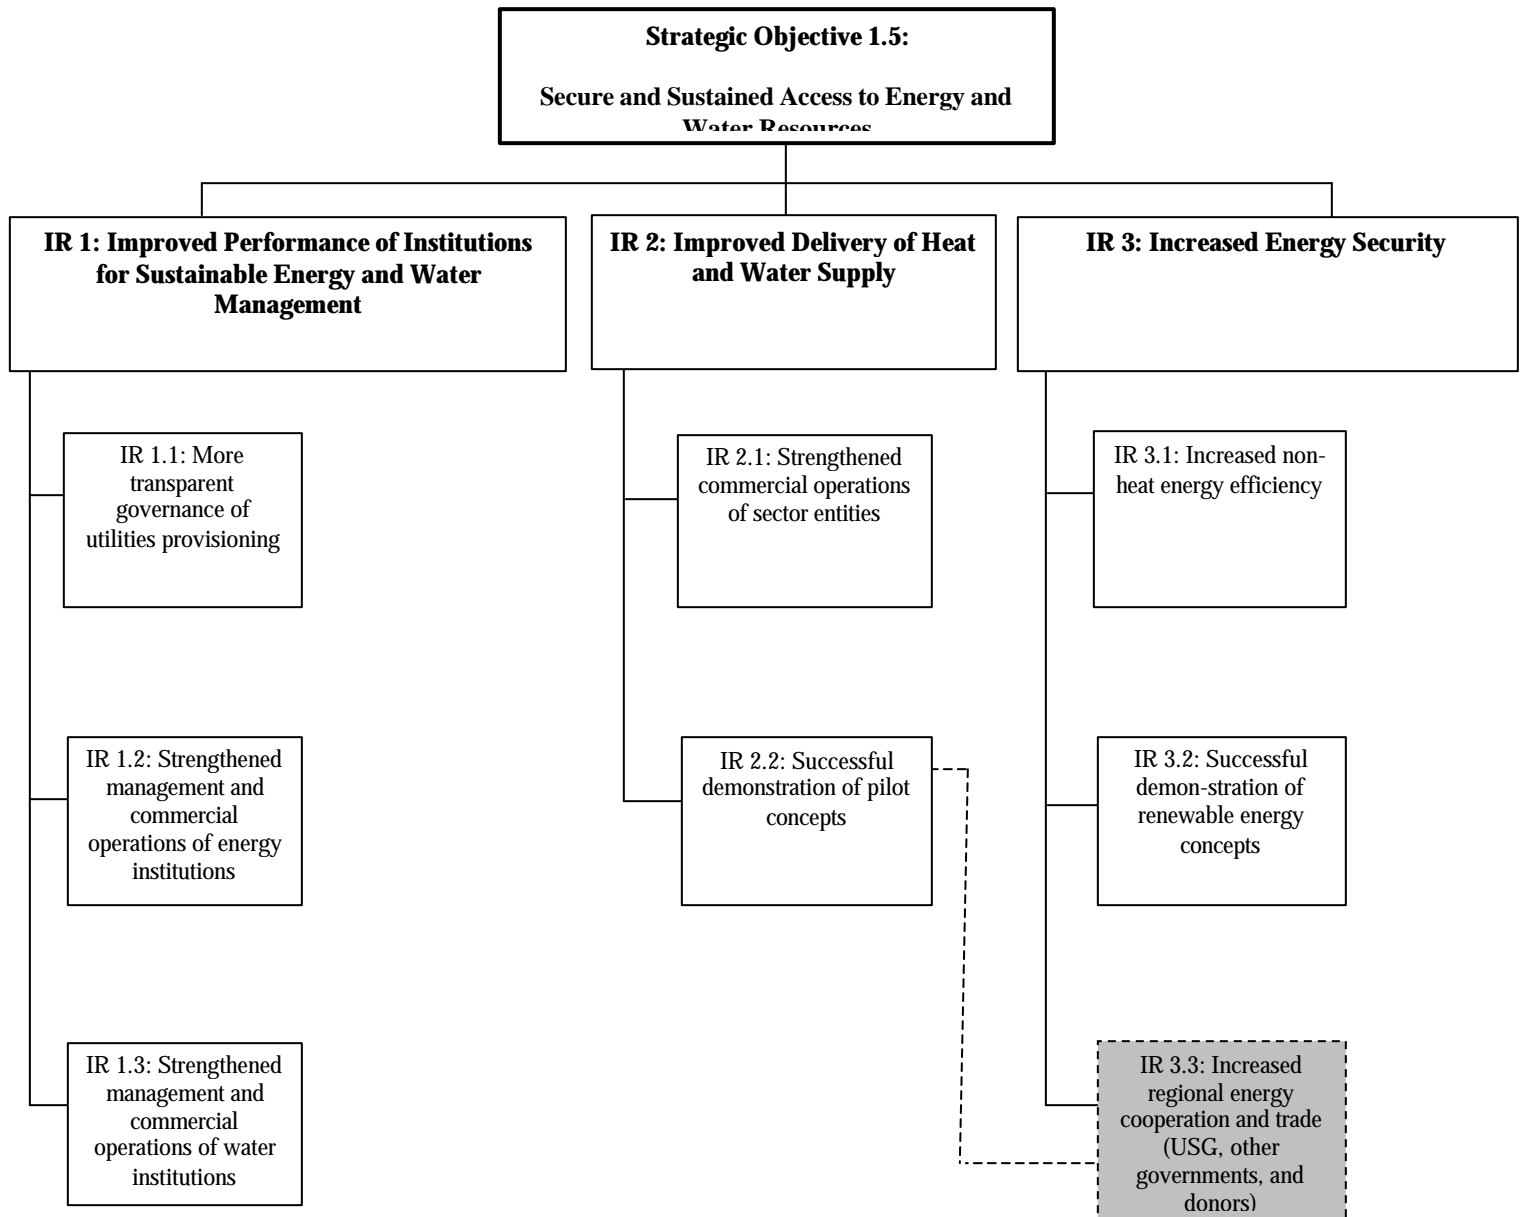 Strategic Objective 1.5:
Secure and Sustained Access to Energy and
Water Resources
IR 1: Improved Performance of Institutions
for Sustainable Energy and Water
Management
IR 2: Improved Delivery of Heat
and Water Supply
IR 3: Increased Energy Security
IR 1.1: More
transparent
governance of
utilities provisioning
IR 2.1: Strengthened
commercial operations
of sector entities
IR 3.1: Increased non-
heat energy efficiency
IR 1.2: Strengthened
management and
commercial
operations of energy
institutions
IR 2.2: Successful
demonstration of pilot
concepts
IR 3.2: Successful
demon-stration of
renewable energy
concepts
IR 1.3: Strengthened
management and
commercial
operations of water
institutions
IR 3.3: Increased
regional energy
cooperation and trade
(USG, other
governments, and
donors)